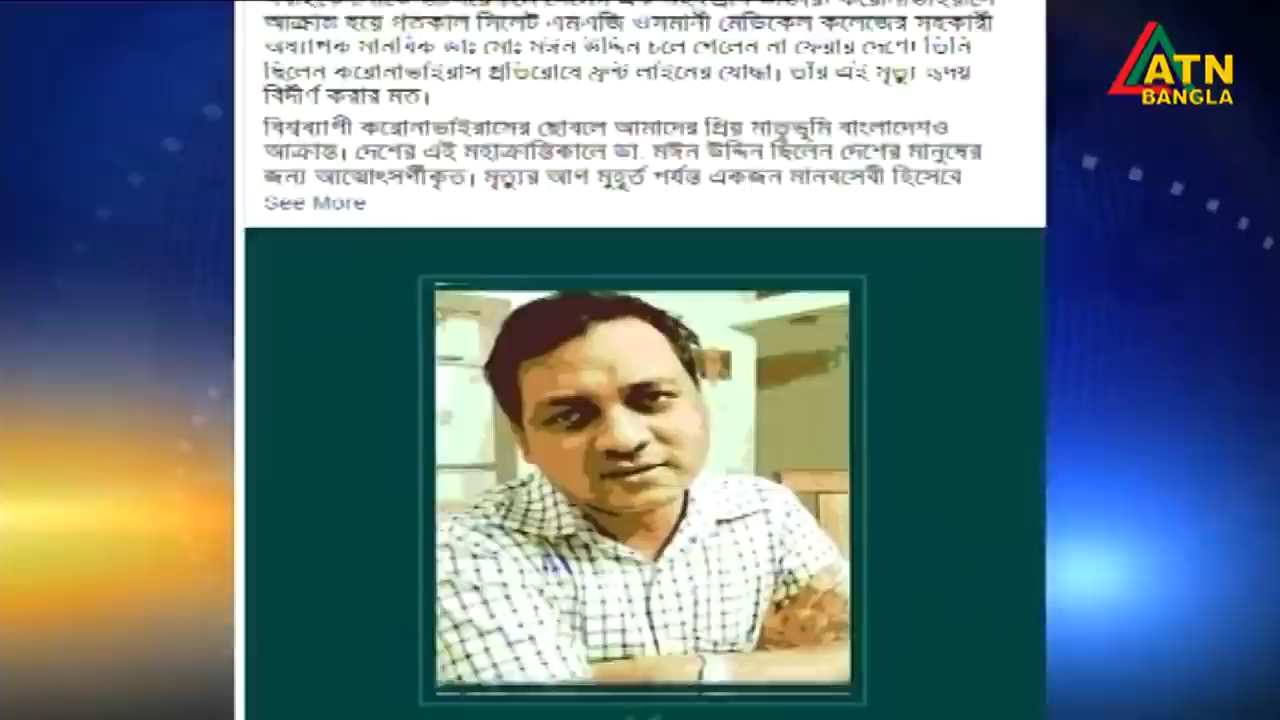 আক্রান্ত হয়ে গতকাল সিলেট এমএজি ওসমানী মেডিকেল কলেজের সহকারী
অধ্যাপক মানবিক ডাঃ মোঃ মঈন উদ্দিন চলে গেলেন না ফেরার দেশে। তিনি
ছিলেন করোনাভাইরাস প্রতিরোধে ফ্রন্ট লাইনের যোদ্ধা। তাঁর এই মৃত্যু হৃদয়
বিদীর্ণ করার মত।
বিশ্বব্যাপী করোনাভাইরাসের ছোবলে আমাদের প্রিয় মাতৃভূমি বাংলাদেশও
আক্রান্ত। দেশের এই মহাক্রান্তিকালে ডা. মঈন উদ্দিন ছিলেন দেশের মানুষের
জন্য আত্মোৎসর্গীকৃত। মৃত্যুর আগ মুহূর্ত পর্যন্ত একজন মানবসেবী হিসেবে
See More
ATN
BANGLA